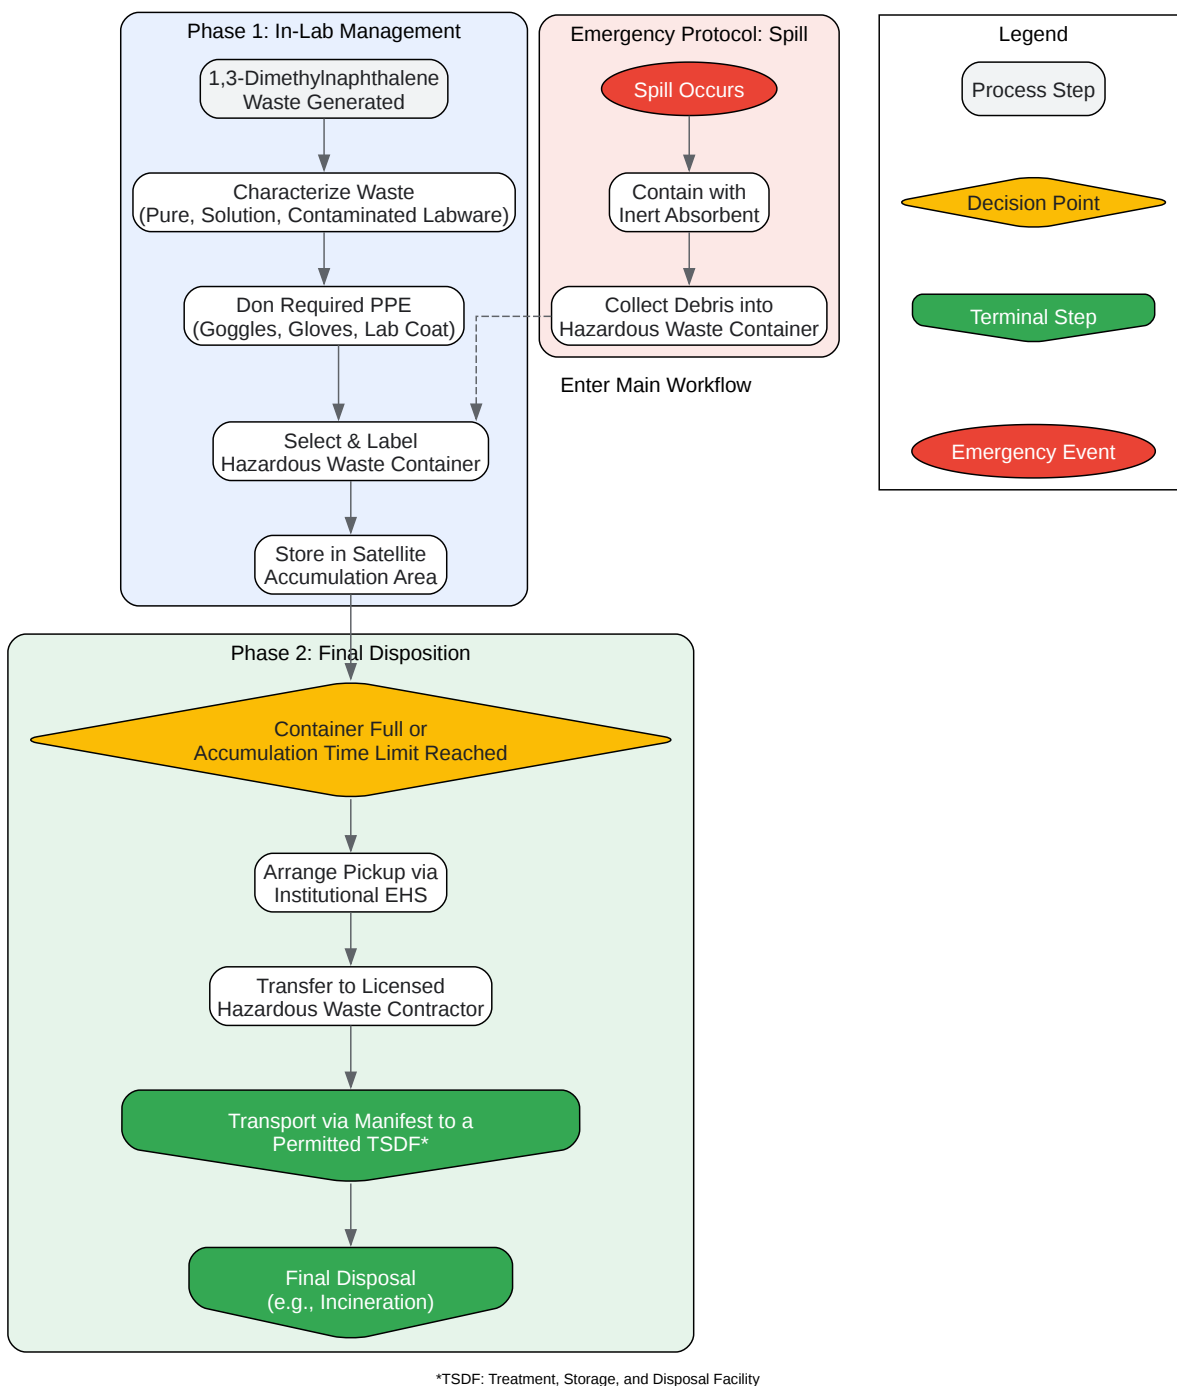 Phase 1: In-Lab Management
1,3-Dimethylnaphthalene
Waste Generated
Characterize Waste
(Pure, Solution, Contaminated Labware)
Don Required PPE
(Goggles, Gloves, Lab Coat)
Select & Label
Hazardous Waste Container
Store in Satellite
Accumulation Area
Emergency Protocol: Spill
Spill Occurs
Contain with
Inert Absorbent
Collect Debris into
Hazardous Waste Container
Enter Main Workflow
Legend
Process Step
Decision Point
Terminal Step
Emergency Event
Phase 2: Final Disposition
Container Full or
Accumulation Time Limit Reached
Arrange Pickup via
Institutional EHS
Transfer to Licensed
Hazardous Waste Contractor
Transport via Manifest to a
Permitted TSDF*
Final Disposal
(e.g., Incineration)
*TSDF: Treatment, Storage, and Disposal Facility